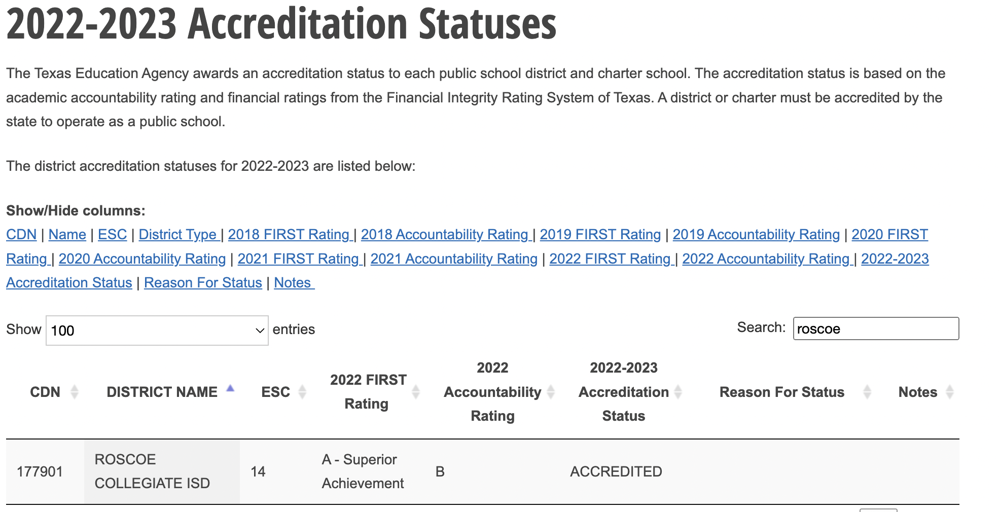 2022-2023 Accreditation Statuses
The Texas Education Agency awards an accreditation status to each public school district and charter school. The accreditation status is based on the
academic accountability rating and financial ratings from the Financial Integrity Rating System of Texas. A district or charter must be accredited by the
state to operate as a public school.
The district accreditation statuses for 2022-2023 are listed below:
Show/Hide columns:
CDN | Name | ESC | District Type | 2018 FIRST Rating | 2018 Accountability Rating | 2019 FIRST Rating | 2019 Accountability Rating | 2020 FIRST
Rating | 2020 Accountability Rating | 2021 FIRST Rating | 2021 Accountability Rating | 2022 FIRST Rating | 2022 Accountability Rating | 2022-2023
Accreditation Status | Reason For Status | Notes
Show 100 entries Search: roscoe
CDN DISTRICT NAME ESC 2022 FIRST Rating 2022 Accountability Rating 2022-2023 Accreditation Status Reason For Status Notes
177901 ROSCOE COLLEGIATE ISD 14 A - Superior Achievement B ACCREDITED